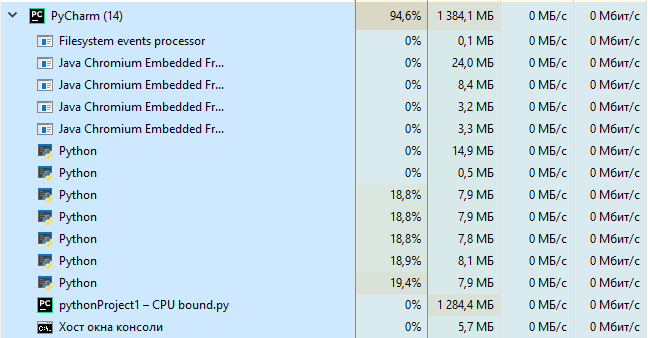 PyCharm (14) 94,6% 1 384,1 МБ 0 МБ/с 0 Мбит/с
Filesystem events processor 0% 0,1 МБ 0 МБ/с 0 Мбит/с
Java Chromium Embedded Fr... 0% 24,0 МБ 0 МБ/с 0 Мбит/с
Java Chromium Embedded Fr... 0% 8,4 МБ 0 МБ/с 0 Мбит/с
Java Chromium Embedded Fr... 0% 3,2 МБ 0 МБ/с 0 Мбит/с
Java Chromium Embedded Fr... 0% 3,3 МБ 0 МБ/с 0 Мбит/с
Python 0% 14,9 МБ 0 МБ/с 0 Мбит/с
Python 0% 0,5 МБ 0 МБ/с 0 Мбит/с
Python 18,8% 7,9 МБ 0 МБ/с 0 Мбит/с
Python 18,8% 7,9 МБ 0 МБ/с 0 Мбит/с
Python 18,8% 7,8 МБ 0 МБ/с 0 Мбит/с
Python 18,9% 8,1 МБ 0 МБ/с 0 Мбит/с
Python 19,4% 7,9 МБ 0 МБ/с 0 Мбит/с
pythonProject1 – CPU bound.py 0% 1 284,4 МБ 0 МБ/с 0 Мбит/с
Хост окна консоли 0% 5,7 МБ 0 МБ/с 0 Мбит/с